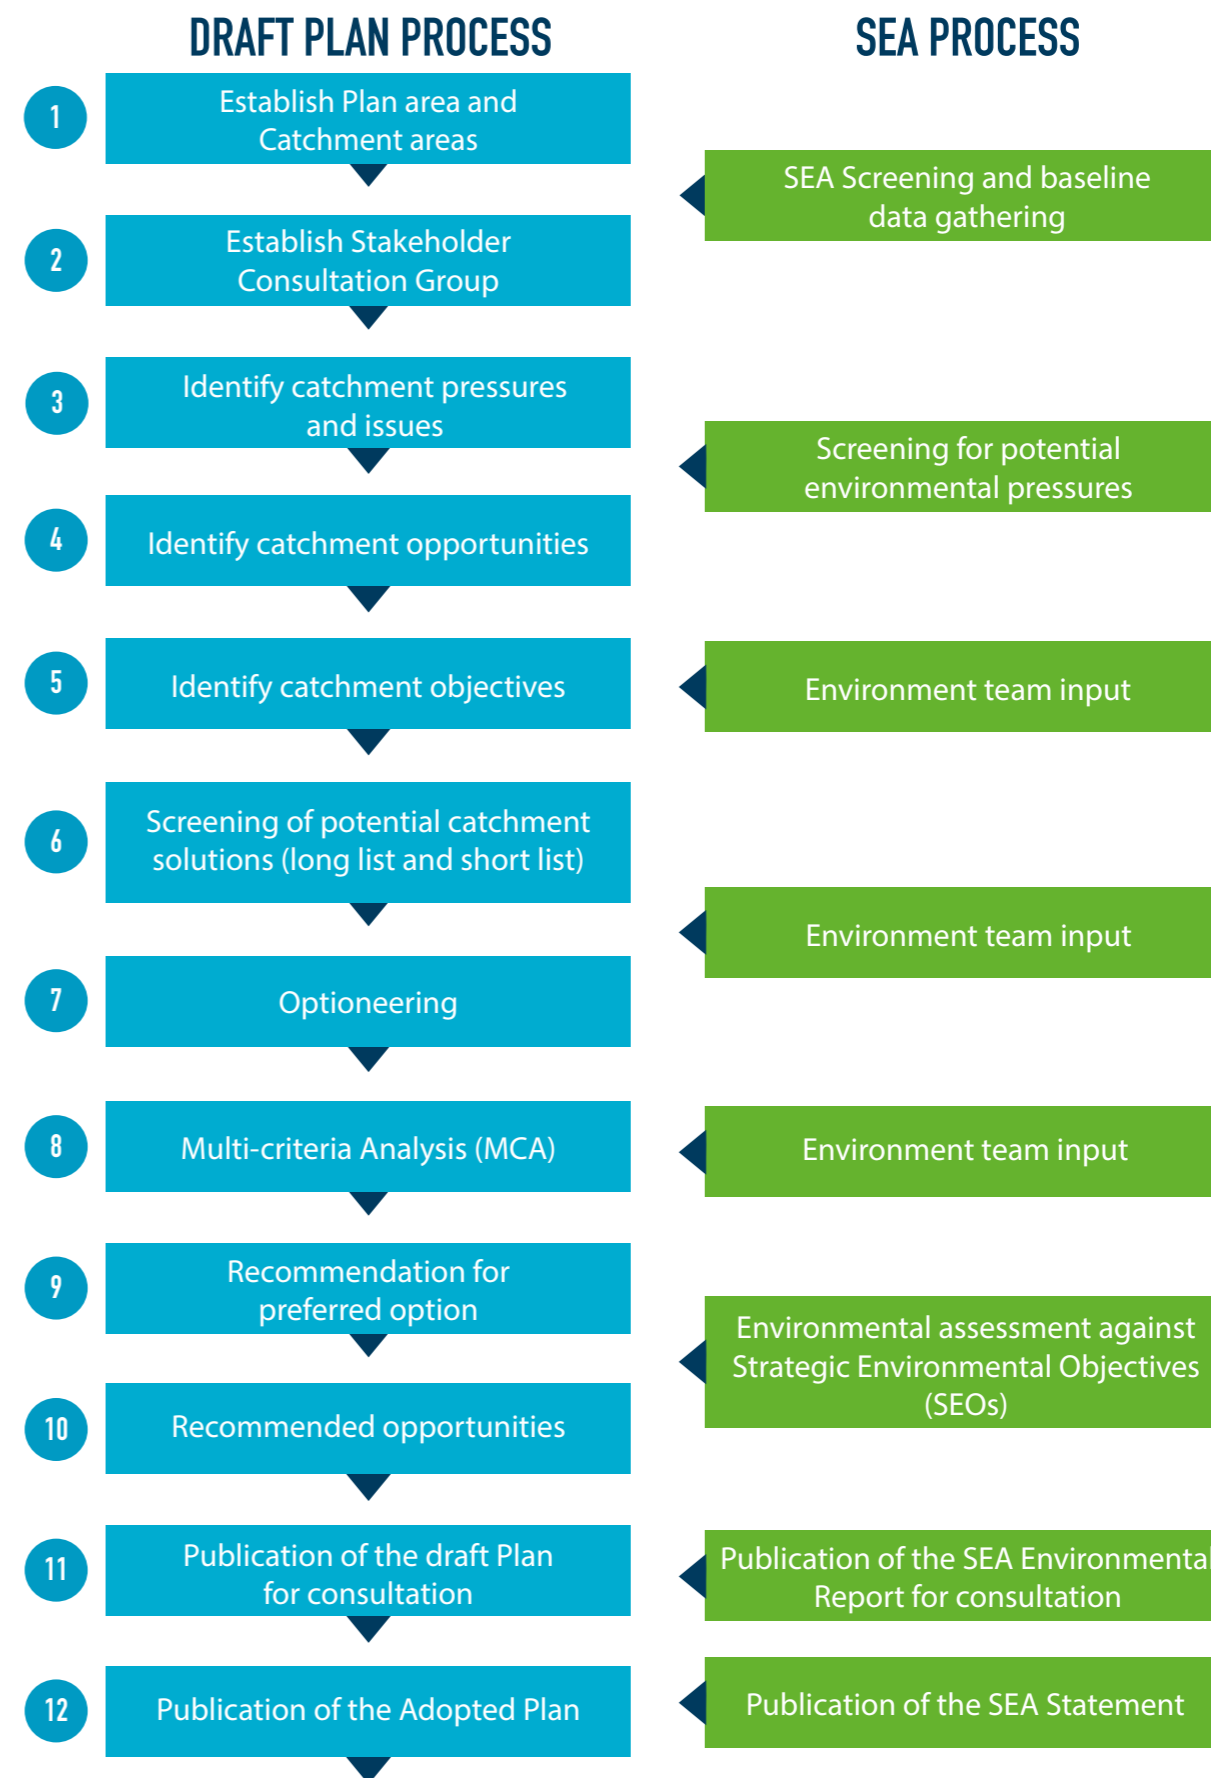 DRAFT PLAN PROCESS
SEA PROCESS
1
Establish Plan area and
Catchment areas
SEA Screening and baseline
data gathering
2
Establish Stakeholder
Consultation Group
3
Identify catchment pressures
and issues
Screening for potential
environmental pressures
4
Identify catchment opportunities
5
Identify catchment objectives
Environment team input
6
Screening of potential catchment
solutions (long list and short list)
Environment team input
7
Optioneering
8
Multi-criteria Analysis (MCA)
Environment team input
9
Recommendation for
preferred option
Environmental assessment against
Strategic Environmental Objectives
(SEOs)
10
Recommended opportunities
11
Publication of the draft Plan
for consultation
Publication of the SEA Environmental
Report for consultation
12
Publication of the Adopted Plan
Publication of the SEA Statement